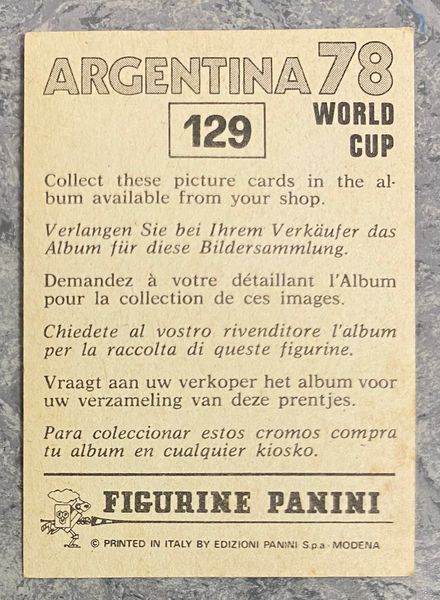 ARGENTINA 78
129
WORLD
CUP
Collect these picture cards in the al-
bum available from your shop.
Verlangen Sie bei Ihrem Verkäufer das
Album für diese Bildersammlung.
Demandez à votre détaillant l'Album
pour la collection de ces images.
Chiedete al vostro rivenditore l'album
per la raccolta di queste figurine.
Vraagt aan uw verkoper het album voor
uw verzameling van deze prentjes.
Para coleccionar estos cromos compra
tu album en cualquier kiosko.
FIGURINE PANINI
© PRINTED IN ITALY BY EDIZIONI PANINI S.p.a - MODENA